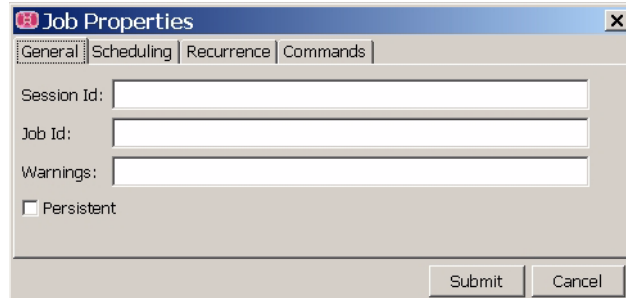 Job Properties
General Scheduling Recurrence Commands
Session Id:
Job Id:
Warnings:
Persistent
Submit Cancel